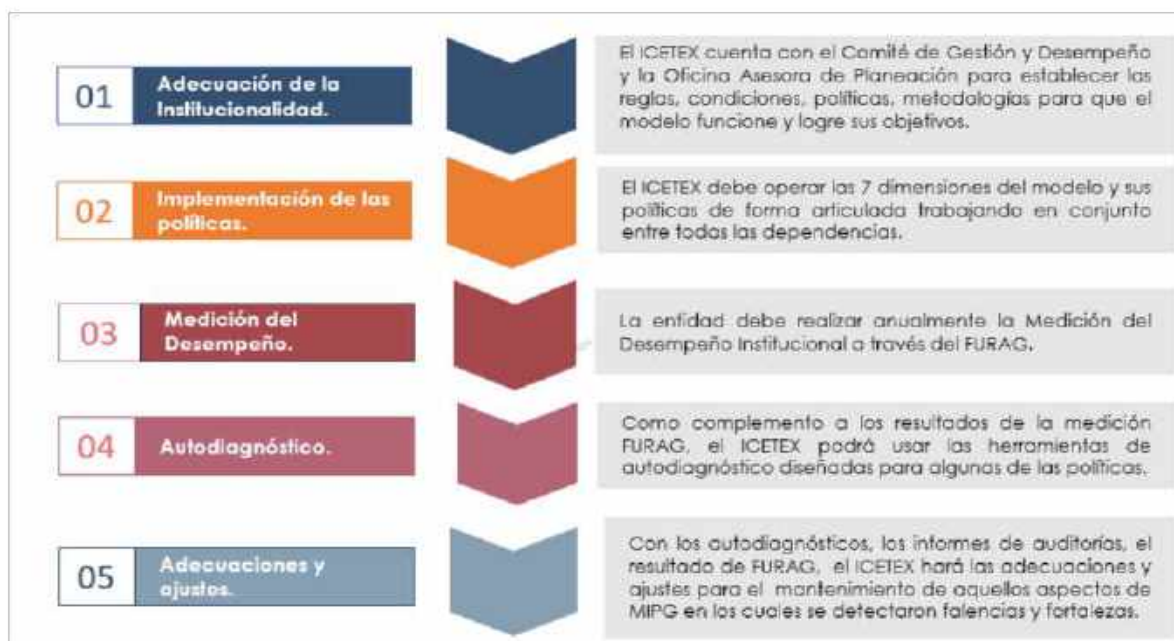 01
Adecuación de la
Institucionalidad.
El ICETEX cuenta con el Comité de Gestión y Desempeño
y la Oficina Asesora de Planeación para establecer las
reglas, condiciones, políticas, metodologías para que el
modelo funcione y logre sus objetivos.
02
Implementación de las
políticas.
El ICETEX debe operar las 7 dimensiones del modelo y sus
políticas de forma articulada trabajando en conjunto
entre todas las dependencias.
03
Medición del
Desempeño.
La entidad debe realizar anualmente la Medición del
Desempeño Institucional a través del FURAG.
04
Autodiagnóstico.
Como complemento a los resultados de la medición
FURAG, el ICETEX podrá usar las herramientas de
autodiagnóstico diseñadas para algunas de las políticas.
05
Adecuaciones y
ajustes.
Con los autodiagnósticos, los informes de auditorías, el
resultado de FURAG, el ICETEX hará las adecuaciones y
ajustes para el mantenimiento de aquellos aspectos de
MIPG en los cuales se detectaron falencias y fortalezas.